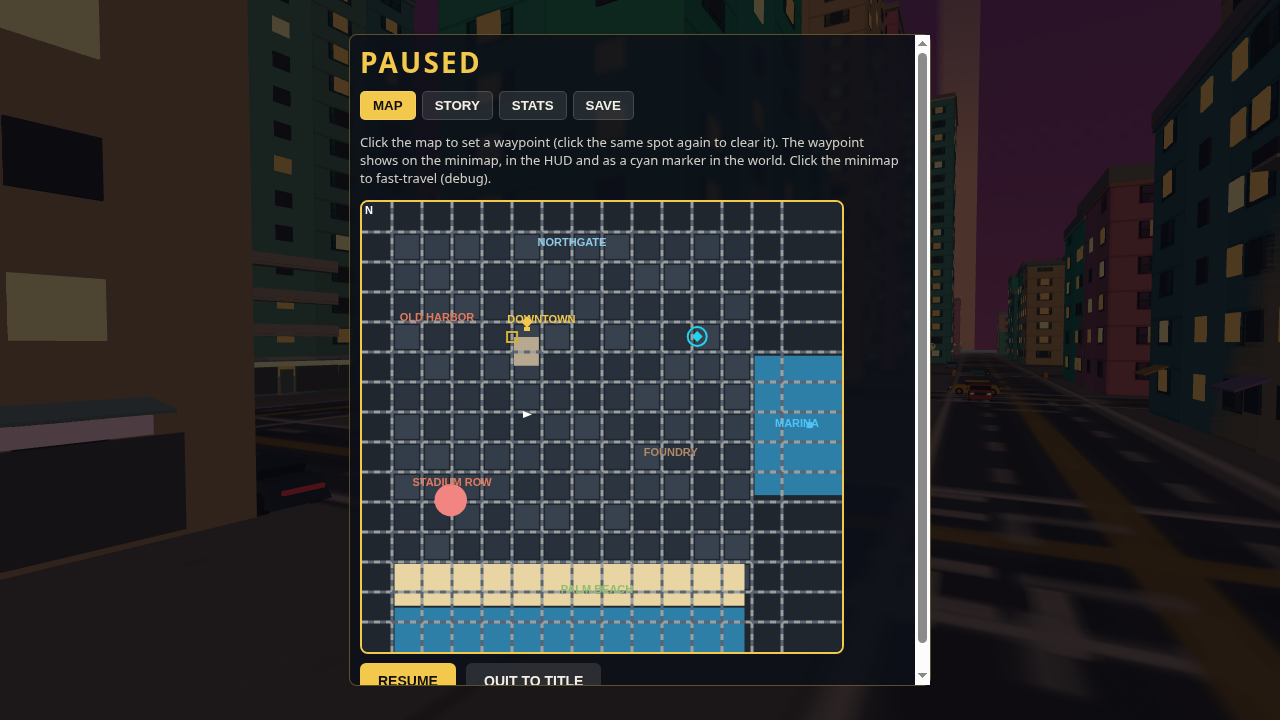 PAUSED
MAP STORY STATS SAVE
Click the map to set a waypoint (click the same spot again to clear it). The waypoint
shows on the minimap, in the HUD and as a cyan marker in the world. Click the minimap
to fast-travel (debug).
N
NORTHGATE
OLD HARBOR
DOWNTOWN
MARINA
FOUNDRY
STADIUM ROW
PALM BEACH
RESUME QUIT TO TITLE